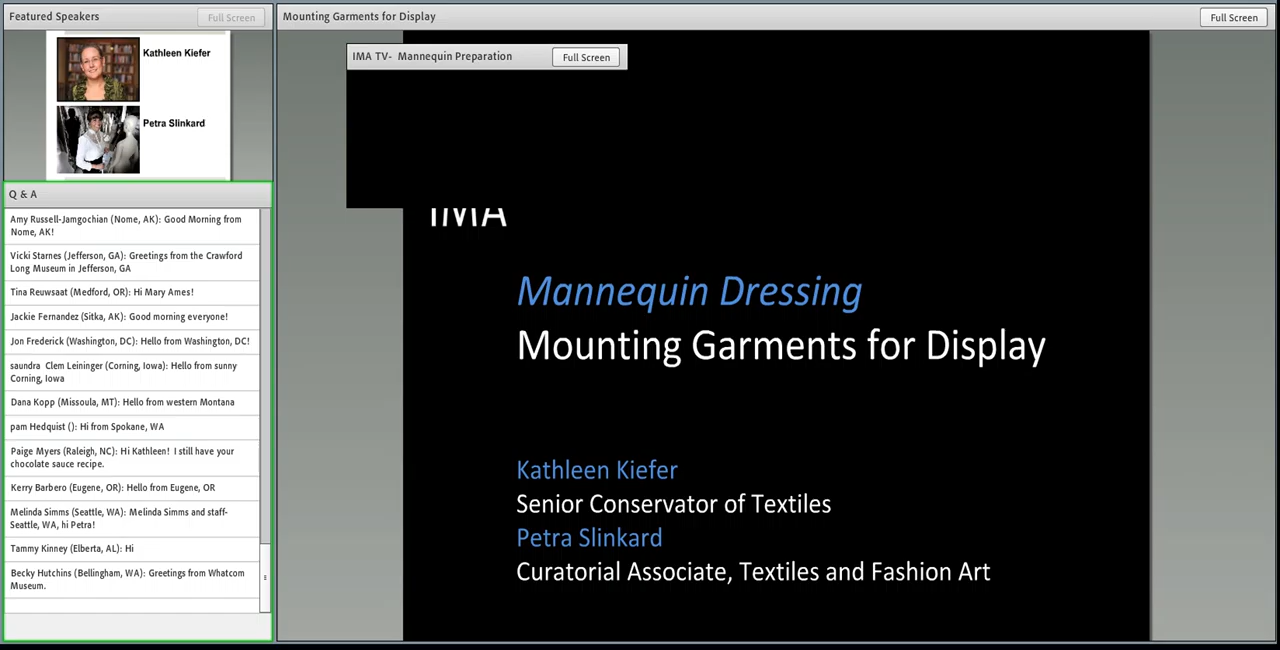 Featured Speakers
Full Screen
Kathleen Kiefer
Petra Slinkard
Q & A
Amy Russell-Jamgochian (Nome, AK): Good Morning from
Nome, AK!
Vicki Starnes (Jefferson, GA): Greetings from the Crawford
Long Museum in Jefferson, GA
Tina Reuwsaat (Medford, OR): Hi Mary Ames!
Jackie Fernandez (Sitka, AK): Good morning everyone!
Jon Frederick (Washington, DC): Hello from Washington, DC!
saundra Clem Leininger (Corning, Iowa): Hello from sunny
Corning, Iowa
Dana Kopp (Missoula, MT): Hello from western Montana
pam Hedquist (): Hi from Spokane, WA
Paige Myers (Raleigh, NC): Hi Kathleen! I still have your
chocolate sauce recipe.
Kerry Barbero (Eugene, OR): Hello from Eugene, OR
Melinda Simms (Seattle, WA): Melinda Simms and staff-
Seattle, WA, hi Petra!
Tammy Kinney (Elberta, AL): Hi
Becky Hutchins (Bellingham, WA): Greetings from Whatcom
Museum.
Mounting Garments for Display
Full Screen
IMA TV- Mannequin Preparation
Full Screen
IMA
Mannequin Dressing
Mounting Garments for Display
Kathleen Kiefer
Senior Conservator of Textiles
Petra Slinkard
Curatorial Associate, Textiles and Fashion Art